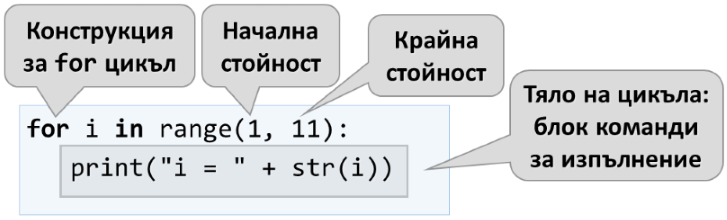 Конструкция
за for цикъл
Начална
стойност
Крайна
стойност
Тяло на цикъла:
блок команди
за изпълнение
for i in range(1, 11):
print("i = " + str(i))